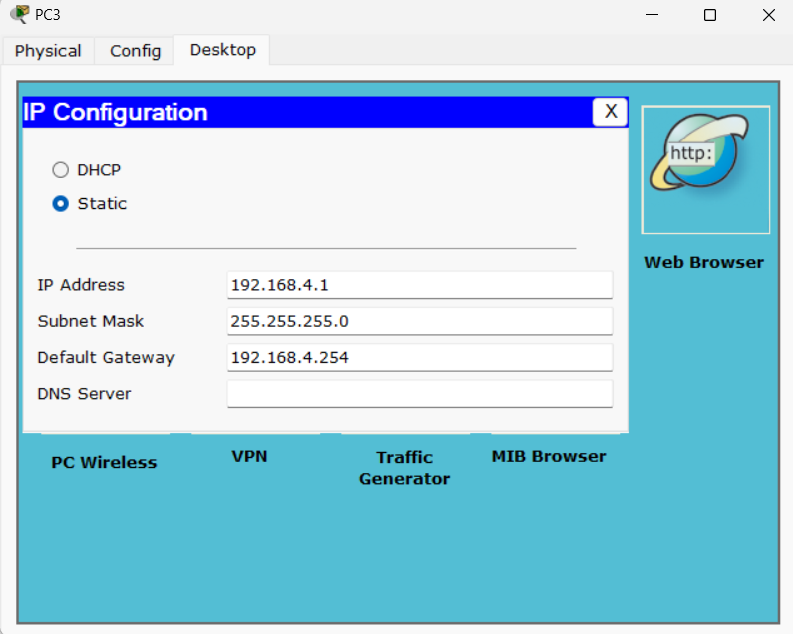 PC3
Physical Config Desktop
IP Configuration X
http:
DHCP
Static
Web Browser
IP Address 192.168.4.1
Subnet Mask 255.255.255.0
Default Gateway 192.168.4.254
DNS Server
PC Wireless VPN Traffic MIB Browser
Generator